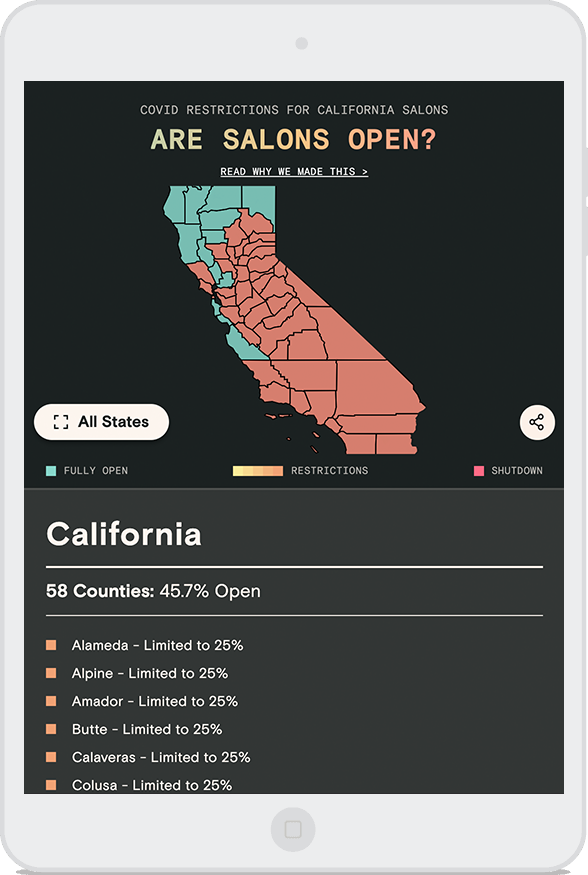 COVID RESTRICTIONS FOR CALIFORNIA SALONS
ARE SALONS OPEN?
READ WHY WE MADE THIS >
All States
FULLY OPEN
RESTRICTIONS
SHUTDOWN
California
58 Counties: 45.7% Open
Alameda - Limited to 25%
Alpine - Limited to 25%
Amador - Limited to 25%
Butte - Limited to 25%
Calaveras - Limited to 25%
Colusa - Limited to 25%